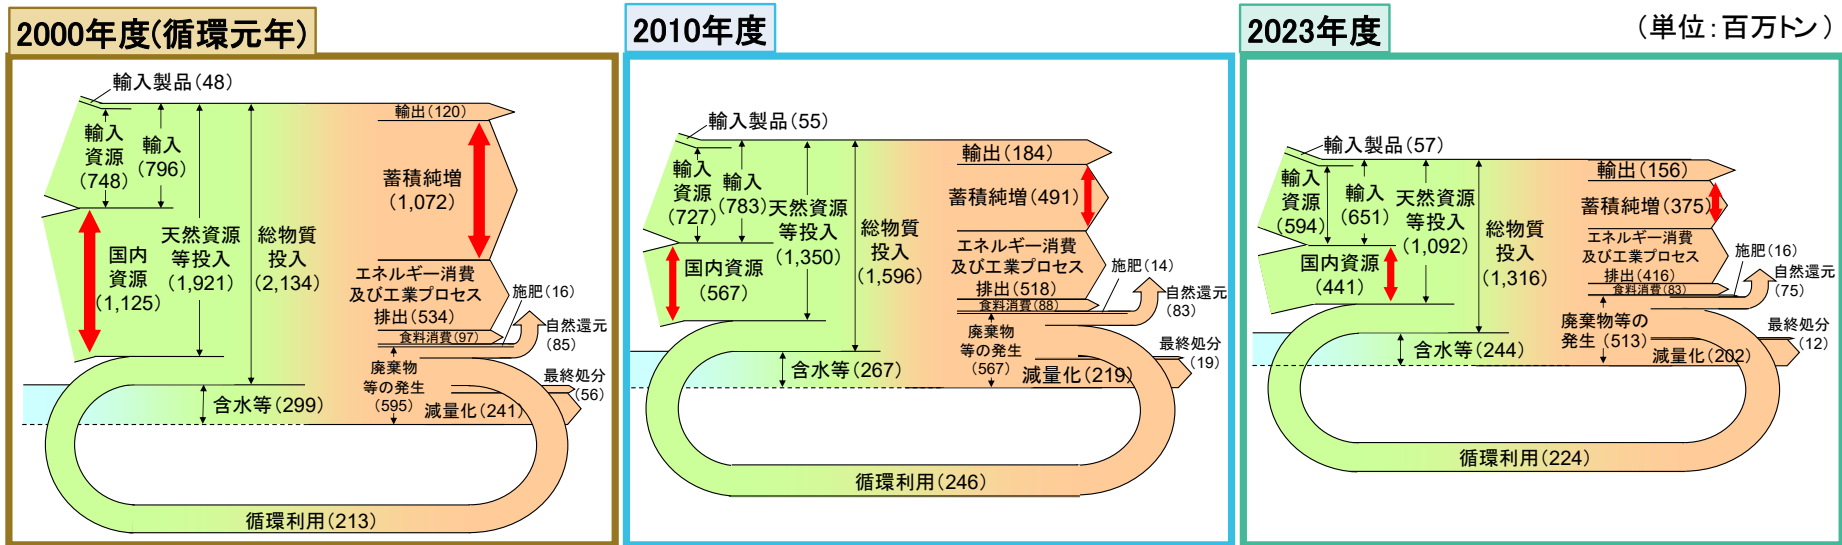 2000年度(循環元年)
輸入製品(48)
輸入
資源
(748)
輸入
(796)
国内
資源
(1,125)
天然資源
等投入
(1,921)
総物質
投入
(2,134)
輸出(120)
蓄積純増
(1,072)
エネルギー消費
及び工業プロセス
排出(534)
食料消費(97)
施肥(16)
自然還元
(85)
廃棄物
等の発生
(595)
最終処分
(56)
減量化(241)
含水等(299)
循環利用(213)
2010年度
輸入製品(55)
輸入
資源
(727)
輸入
(783)
国内資源
(567)
天然資源
等投入
(1,350)
総物質
投入
(1,596)
輸出(184)
蓄積純増
(491)
エネルギー消費
及び工業プロセス
排出(518)
食料消費(88)
施肥(14)
自然還元
(83)
廃棄物
等の発生
(567)
最終処分
(19)
減量化(219)
含水等(267)
循環利用(246)
2023年度
(単位:百万トン)
輸入製品(57)
輸入
資源
(594)
輸入
(651)
国内資源
(441)
天然資源
等投入
(1,092)
総物質
投入
(1,316)
輸出(156)
蓄積純増(375)
エネルギー消費
及び工業プロセス
排出(416)
食料消費(83)
施肥(16)
自然還元
(75)
廃棄物等の
発生(513)
最終処分
(12)
減量化(202)
含水等(244)
循環利用(224)